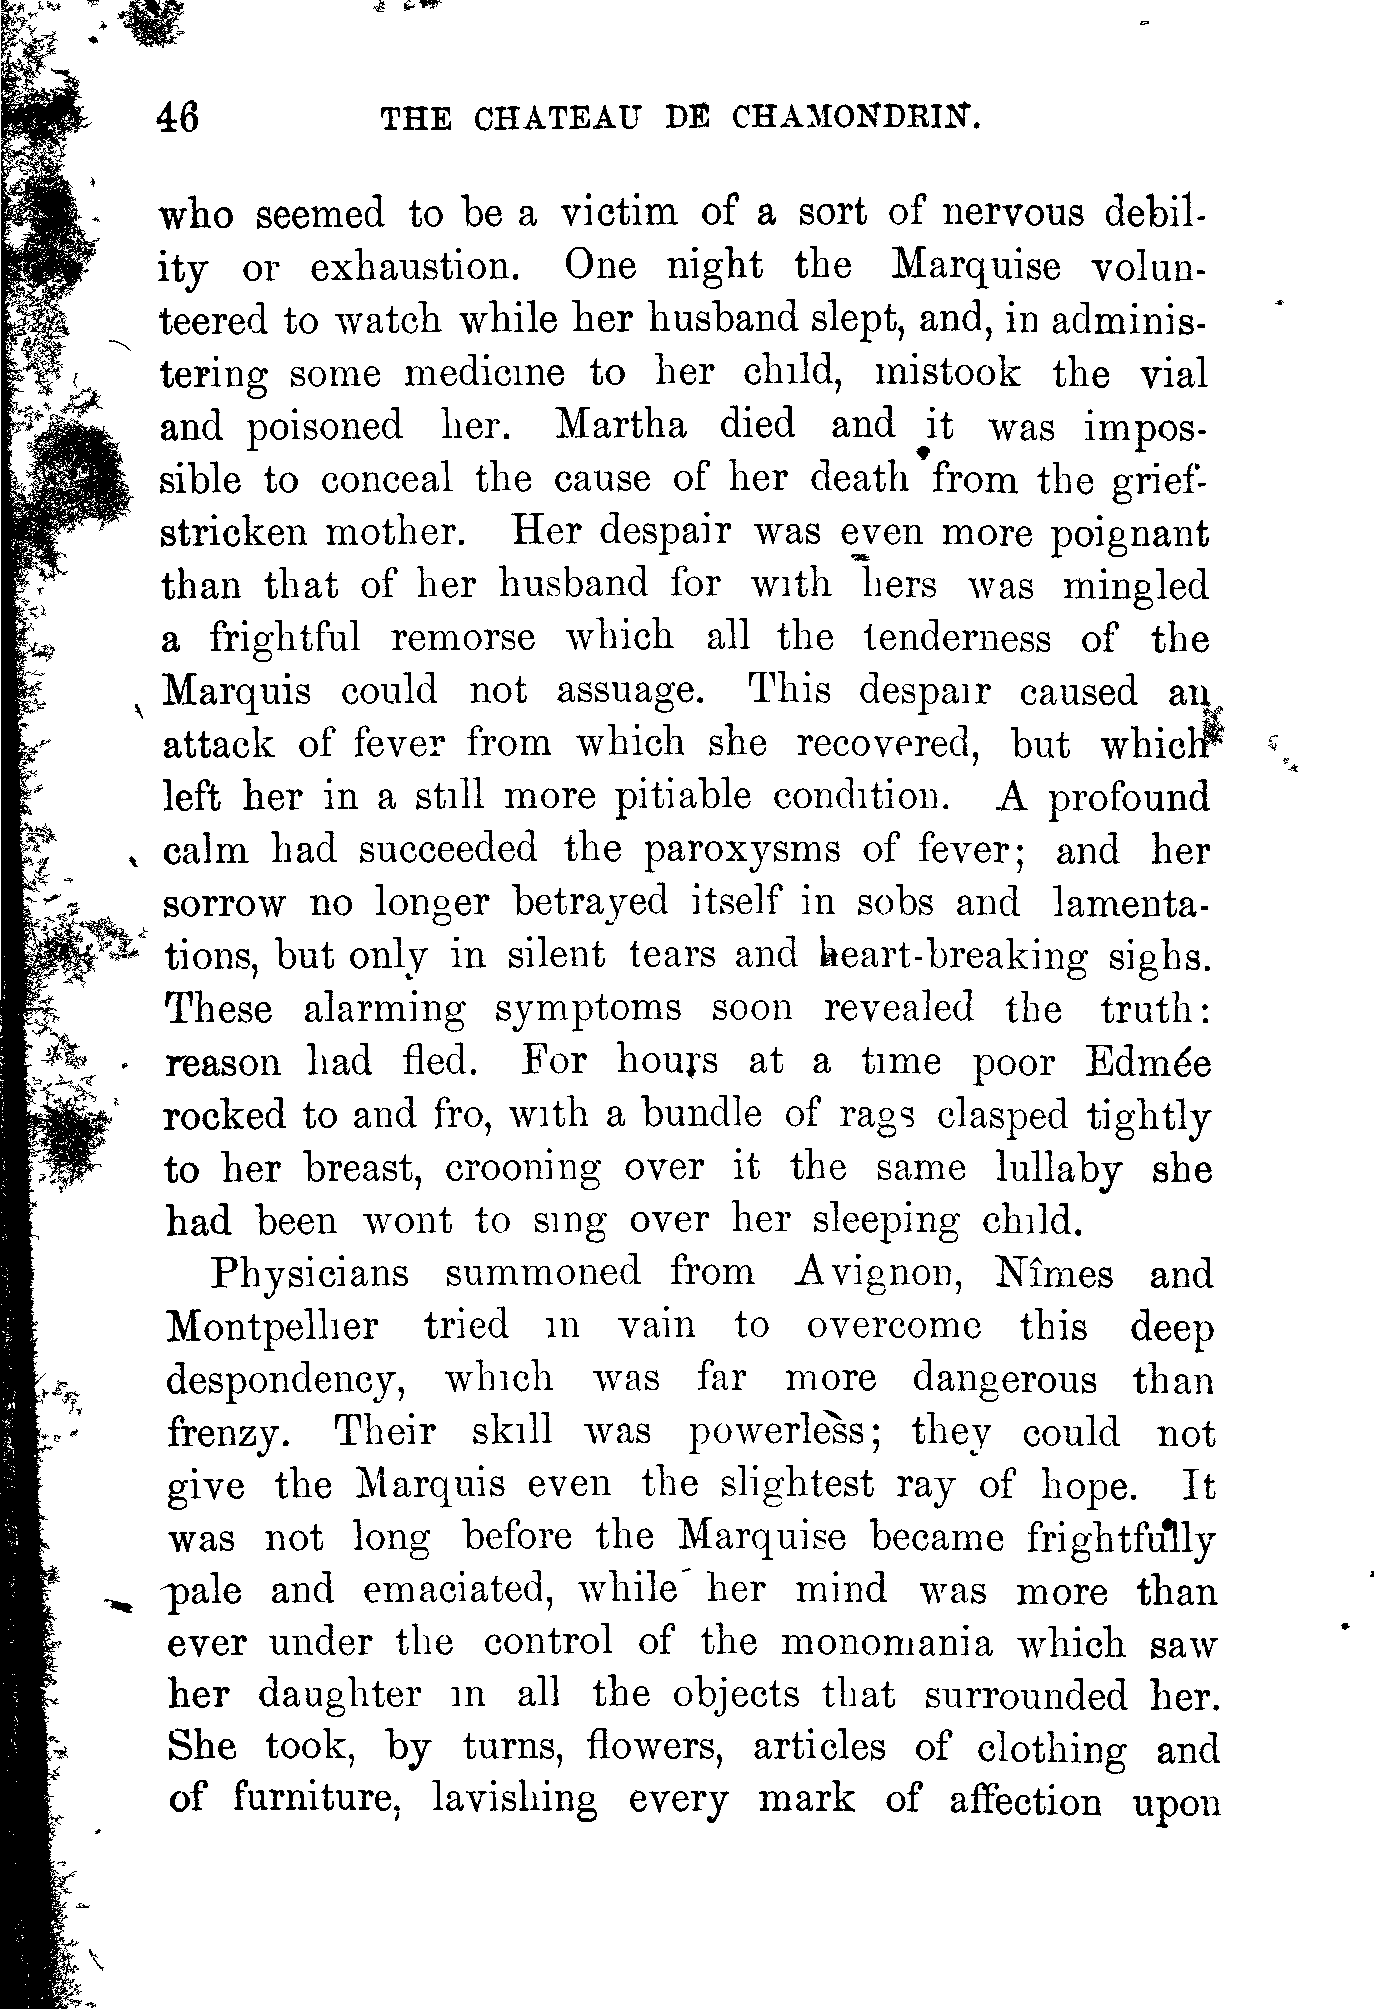 46 THE CHATEAU DE CHAMONDRIN.
who seemed to be a victim of a sort of nervous debil-
ity or exhaustion. One night the Marquise volun-
teered to watch while her husband slept, and, in adminis-
tering some medicine to her child, mistook the vial
and poisoned her. Martha died and it was impos-
sible to conceal the cause of her death from the grief-
stricken mother. Her despair was even more poignant
than that of her husband for with hers was mingled
a frightful remorse which all the tenderness of the
Marquis could not assuage. This despair caused an
attack of fever from which she recovered, but which
left her in a still more pitiable condition. A profound
calm had succeeded the paroxysms of fever; and her
sorrow no longer betrayed itself in sobs and lamenta-
tions, but only in silent tears and heart-breaking sighs.
These alarming symptoms soon revealed the truth:
reason had fled. For hours at a time poor Edmée
rocked to and fro, with a bundle of rags clasped tightly
to her breast, crooning over it the same lullaby she
had been wont to sing over her sleeping child.
Physicians summoned from Avignon, Nîmes and
Montpellier tried in vain to overcome this deep
despondency, which was far more dangerous than
frenzy. Their skill was powerless; they could not
give the Marquis even the slightest ray of hope. It
was not long before the Marquise became frightfully
pale and emaciated, while her mind was more than
ever under the control of the monomania which saw
her daughter in all the objects that surrounded her.
She took, by turns, flowers, articles of clothing and
of furniture, lavishing every mark of affection upon